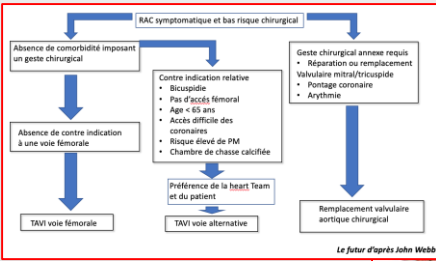 RAC symptomatique et bas risque chirurgical
Absence de comorbidité imposant
un geste chirurgical
Absence de contre indication
à une voie fémorale
TAVI voie fémorale
Contre indication relative
• Bicuspidie
• Pas d'accés fémoral
• Age < 65 ans
• Accès difficile des
coronaires
• Risque élevé de PM
• Chambre de chasse calcifiée
Préférence de la heart Team
et du patient
TAVI voie alternative
Geste chirurgical annexe requis
• Réparation ou remplacement
Valvulaire mitral/tricuspide
• Pontage coronaire
• Arythmie
Remplacement valvulaire
aortique chirurgical
Le futur d'après John Webb